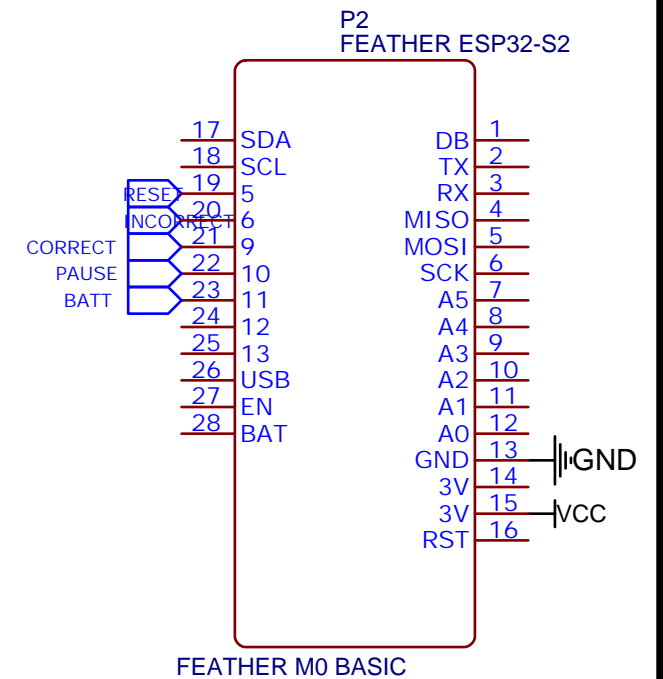 P2
FEATHER ESP32-S2
17 SDA
18 SCL
RESET 19 5
INCORRECT 20 6
CORRECT 21 9
PAUSE 22 10
BATT 23 11
24 12
25 13
26 USB
27 EN
28 BAT
DB 1
TX 2
RX 3
MISO 4
MOSI 5
SCK 6
A5 7
A4 8
A3 9
A2 10
A1 11
A0 12
GND 13 GND
3V 14
3V 15 VCC
RST 16
FEATHER M0 BASIC